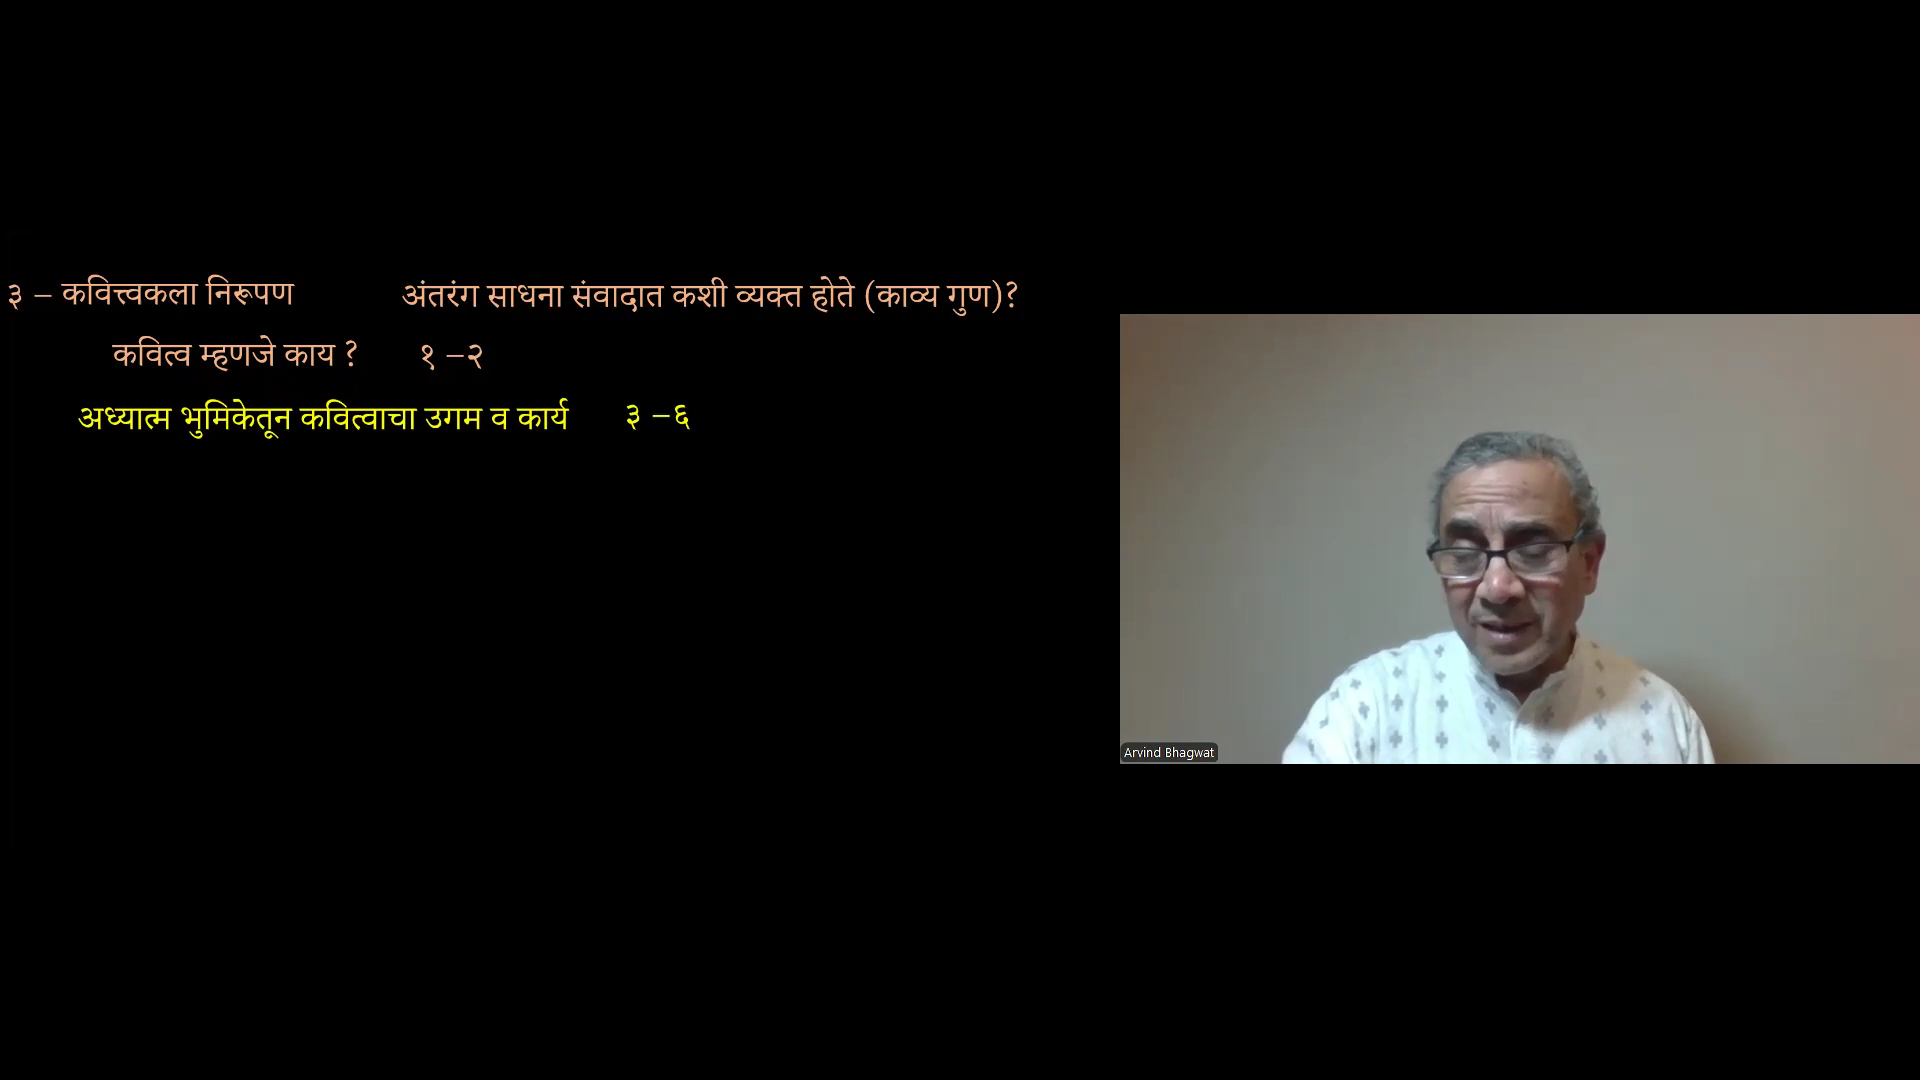 ३ – कवित्त्वकला निरूपण अंतरंग साधना संवादात कशी व्यक्त होते (काव्य गुण)?
कवित्व म्हणजे काय ? १ –२
अध्यात्म भुमिकेतून कवित्वाचा उगम व कार्य ३ –६
Arvind Bhagwat